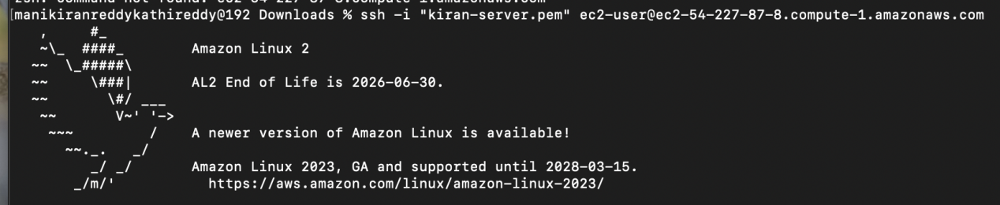 [manikiranreddykathireddy@192 Downloads % ssh -i "kiran-server.pem" ec2-user@ec2-54-227-87-8.compute-1.amazonaws.com
   ,     #_
   ~\_  ####_        Amazon Linux 2
  ~~  \_#####\
  ~~     \###|       AL2 End of Life is 2026-06-30.
  ~~       \#/ ___
   ~~       V~' '->
    ~~~         /    A newer version of Amazon Linux is available!
      ~~._.   _/
         _/ _/       Amazon Linux 2023, GA and supported until 2028-03-15.
       _/m/'           https://aws.amazon.com/linux/amazon-linux-2023/